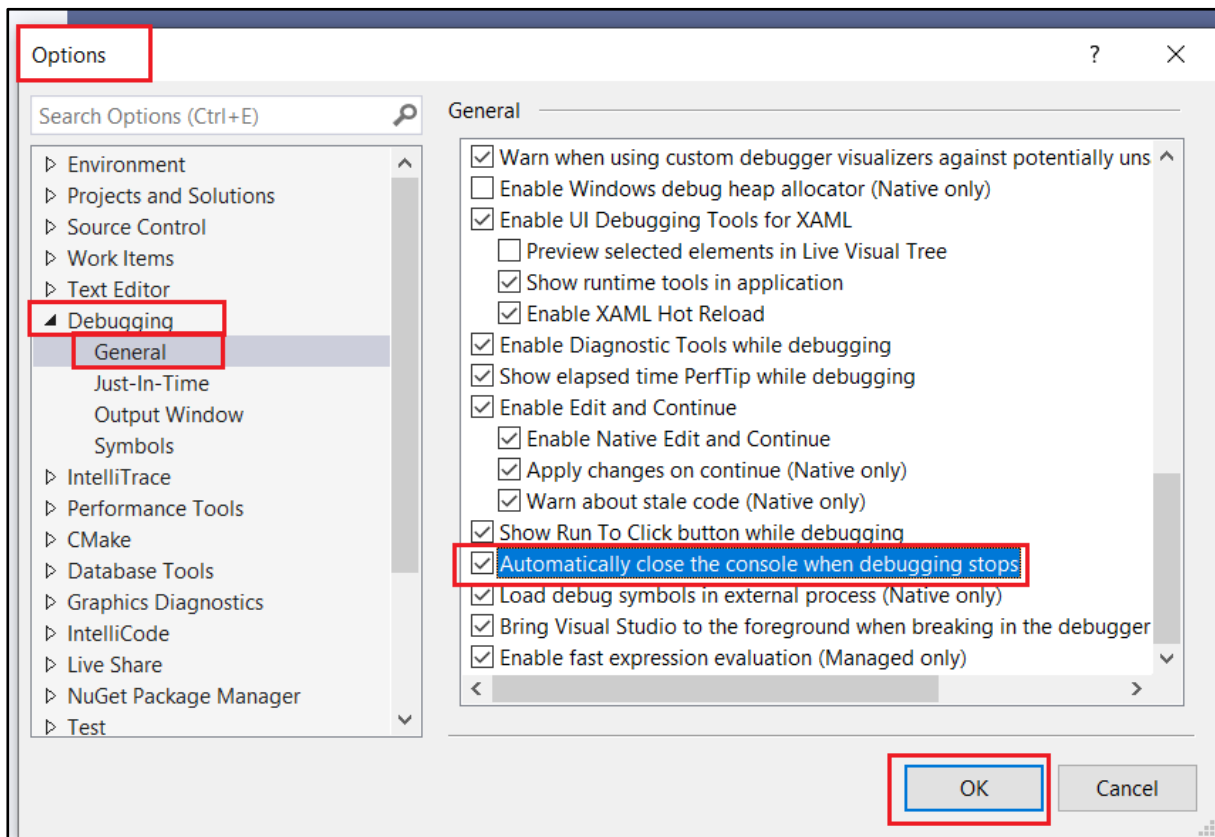 Options
?
Search Options (Ctrl+E)
Environment
Projects and Solutions
Source Control
Work Items
Text Editor
Debugging
General
Just-In-Time
Output Window
Symbols
IntelliTrace
Performance Tools
CMake
Database Tools
Graphics Diagnostics
IntelliCode
Live Share
NuGet Package Manager
Test
General
Warn when using custom debugger visualizers against potentially uns
Enable Windows debug heap allocator (Native only)
Enable UI Debugging Tools for XAML
Preview selected elements in Live Visual Tree
Show runtime tools in application
Enable XAML Hot Reload
Enable Diagnostic Tools while debugging
Show elapsed time PerfTip while debugging
Enable Edit and Continue
Enable Native Edit and Continue
Apply changes on continue (Native only)
Warn about stale code (Native only)
Show Run To Click button while debugging
Automatically close the console when debugging stops
Load debug symbols in external process (Native only)
Bring Visual Studio to the foreground when breaking in the debugger
Enable fast expression evaluation (Managed only)
OK
Cancel